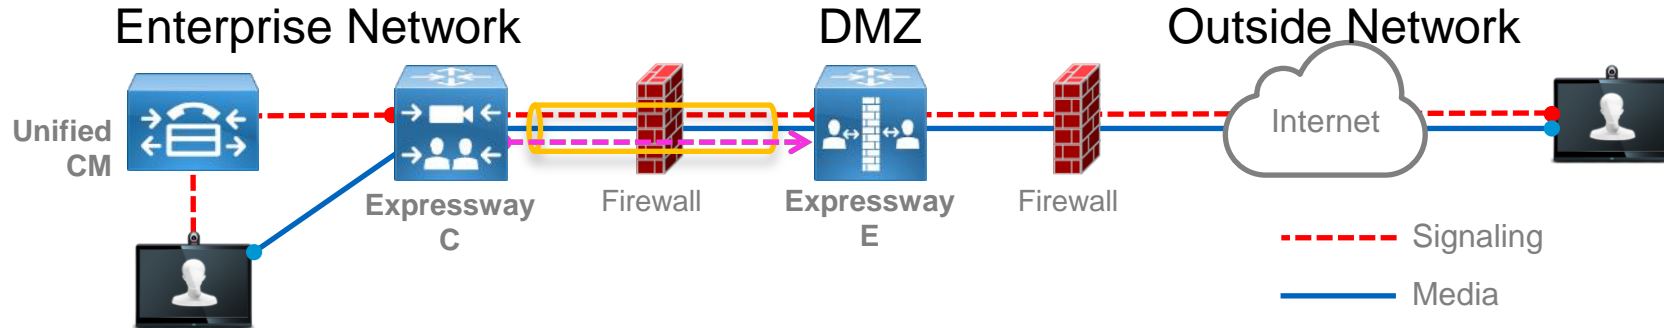 Enterprise Network
DMZ
Outside Network
Unified
CM
Internet
Expressway
C
Firewall
Expressway
E
Firewall
Signaling
Media